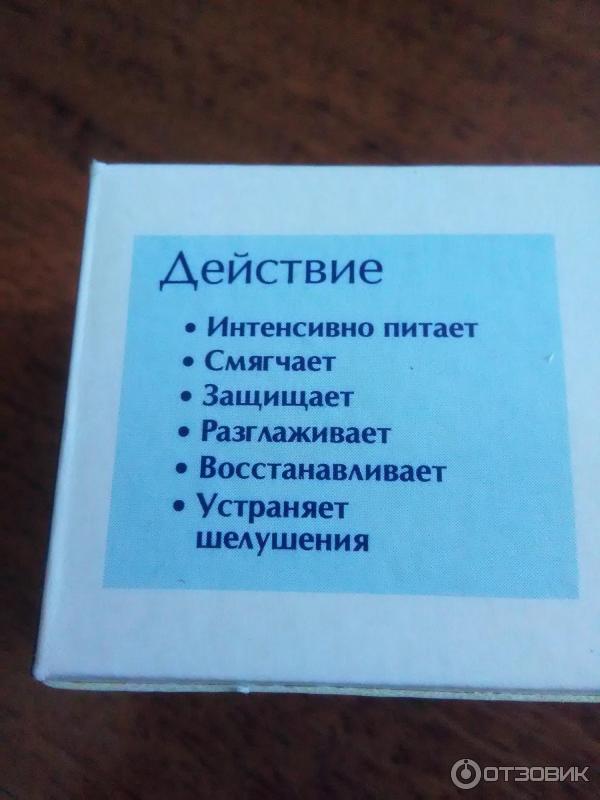 Действие
• Интенсивно питает
• Смягчает
• Защищает
• Разглаживает
• Восстанавливает
• Устраняет
шелушения
ОТЗОВИК